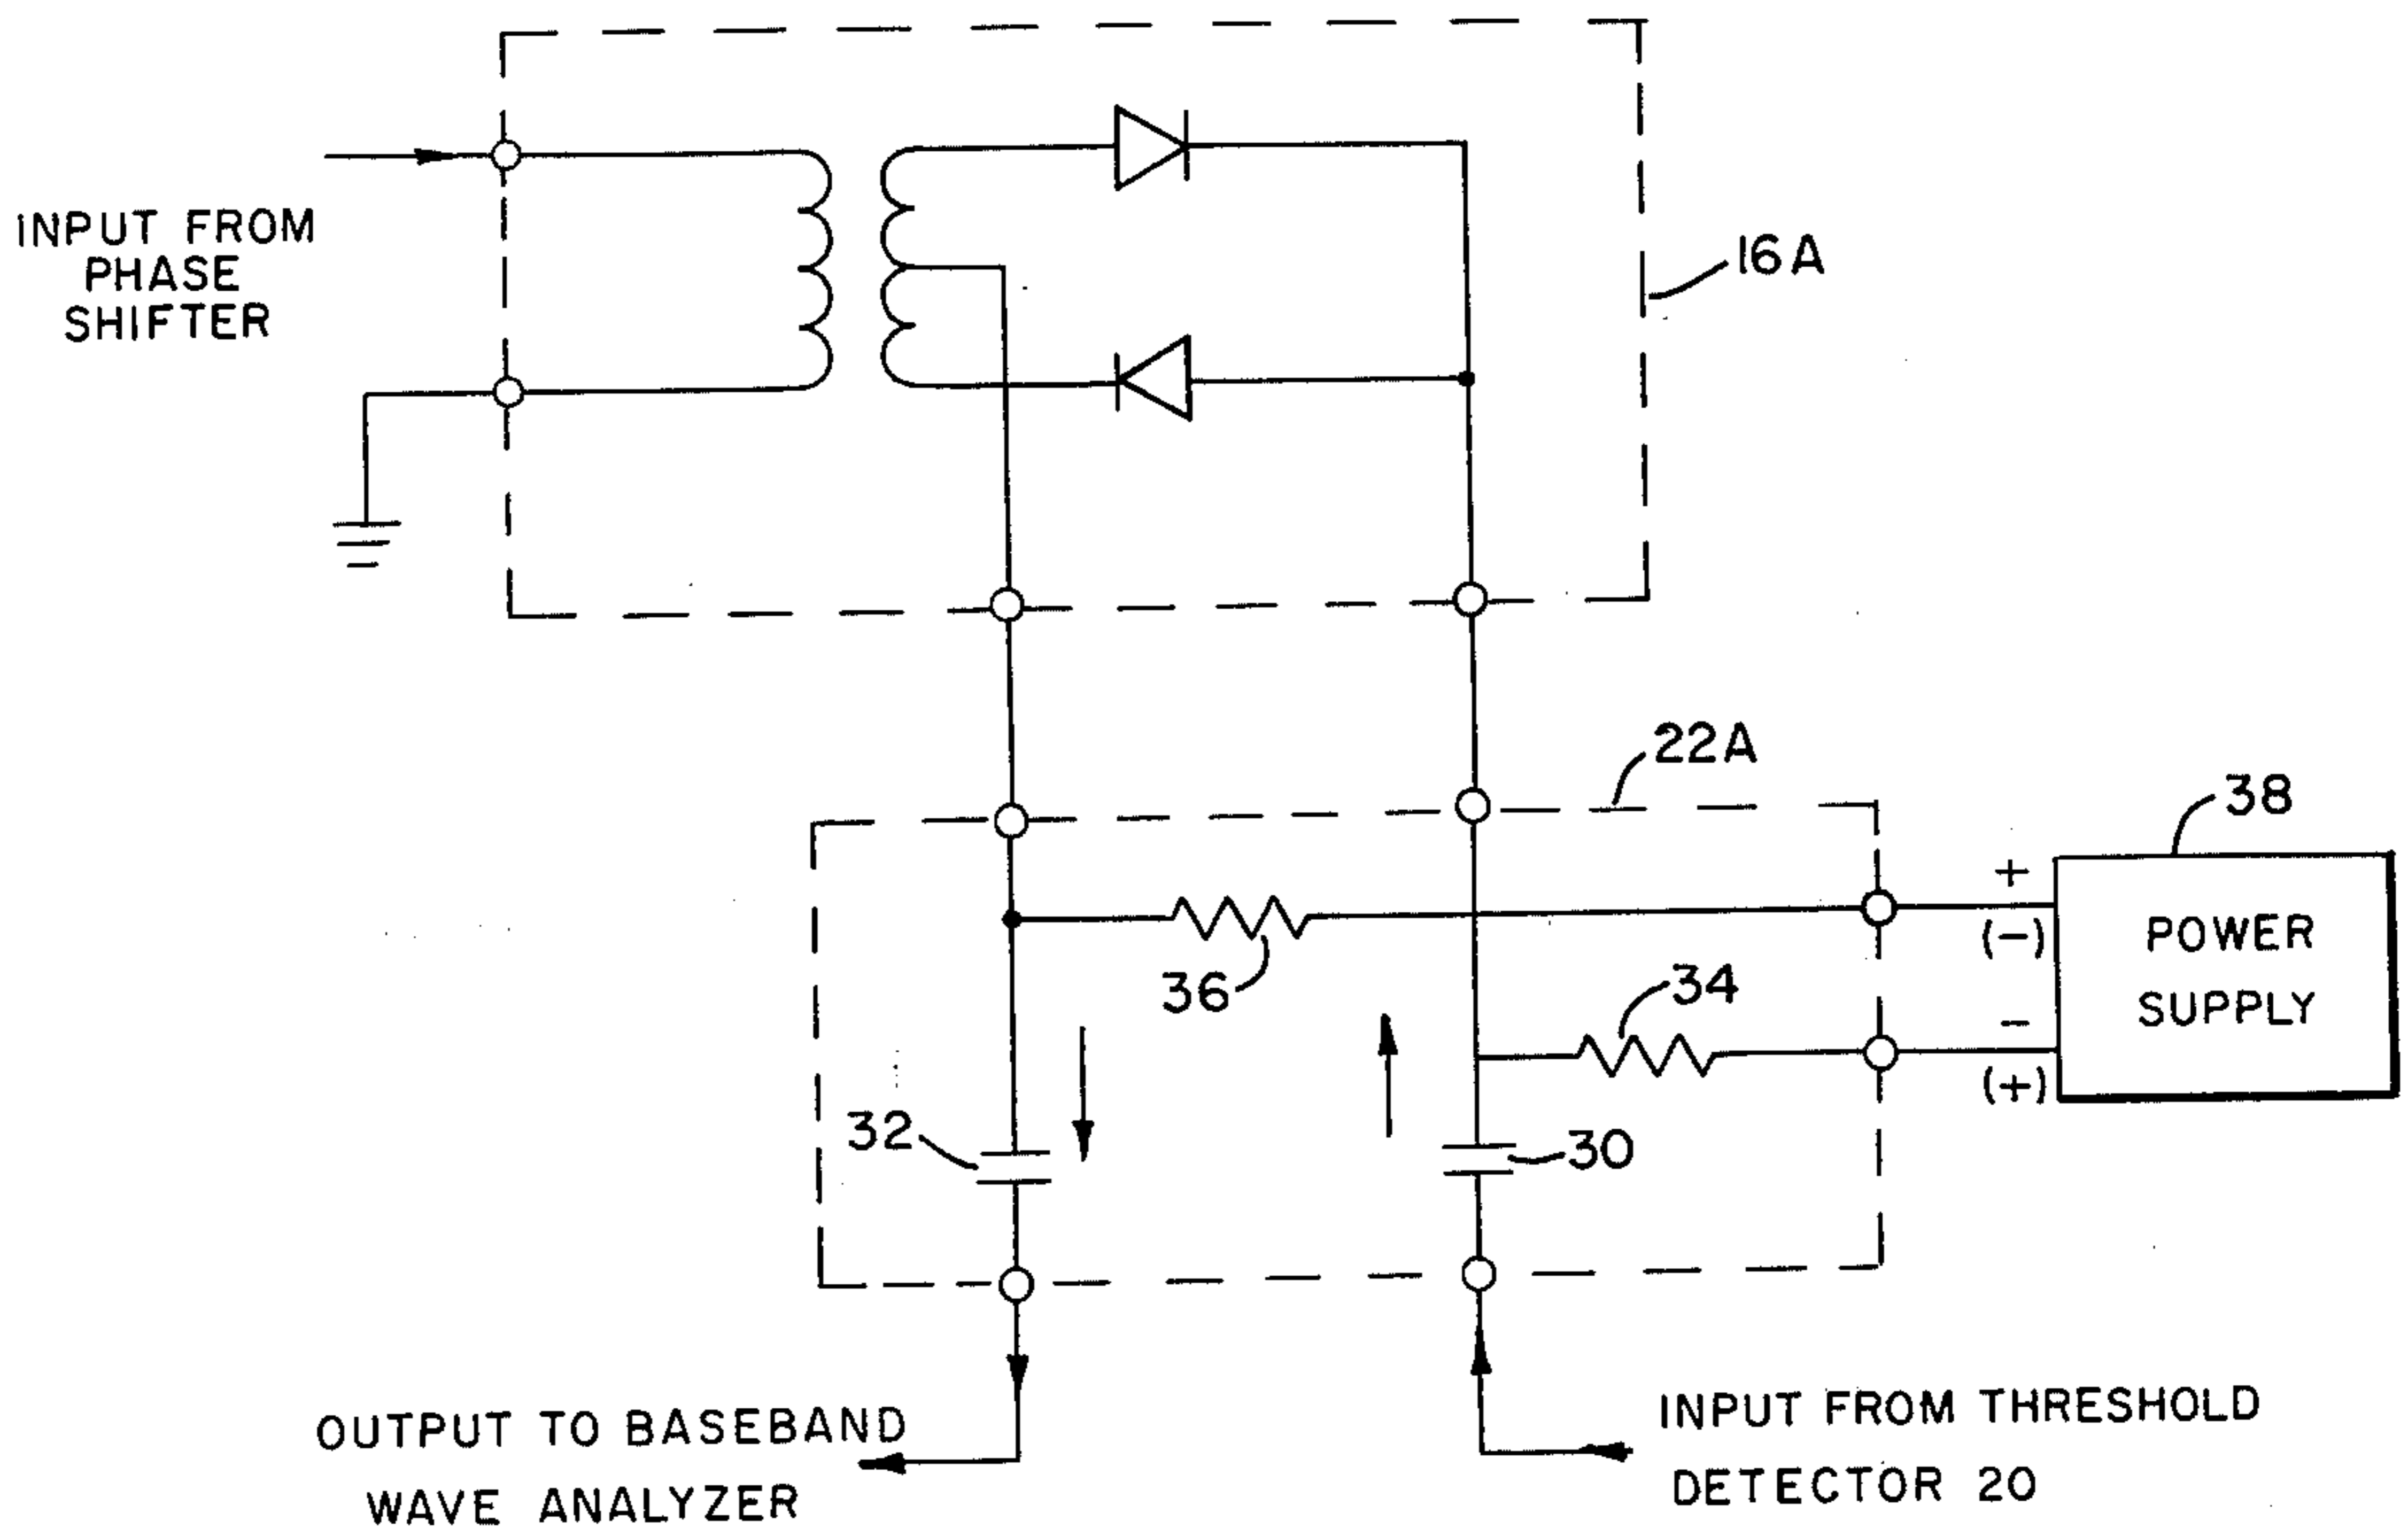 INPUT FROM
PHASE
SHIFTER
16A
22A
38
+
(-)
POWER
SUPPLY
36
34
-
(+)
32
30
OUTPUT TO BASEBAND
WAVE ANALYZER
INPUT FROM THRESHOLD
DETECTOR 20